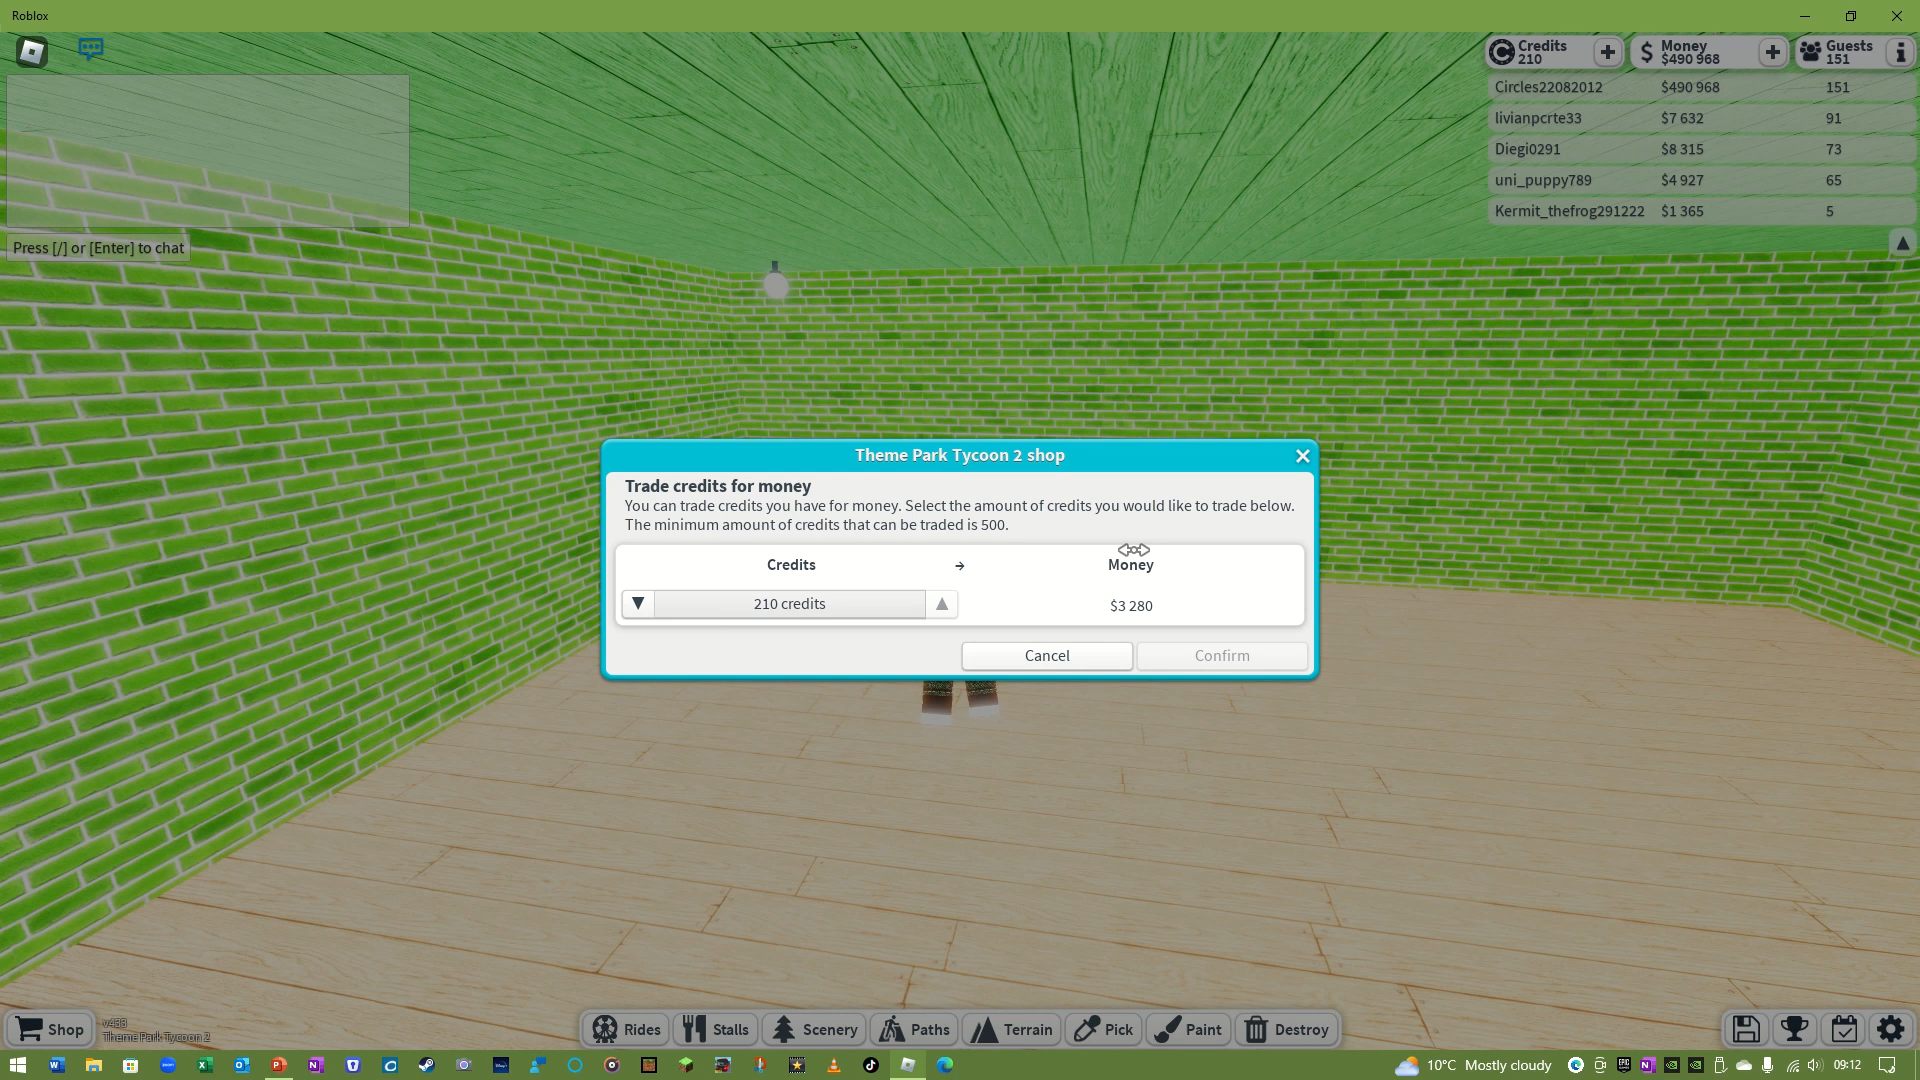 Roblox
Credits
210
Money
$490 968
Guests
151
Circles22082012 $490 968 151
livianpcrte33 $7 632 91
Diegi0291 $8 315 73
uni_puppy789 $4 927 65
Kermit_thefrog291222 $1 365 5
Press [/] or [Enter] to chat
Theme Park Tycoon 2 shop
Trade credits for money
You can trade credits you have for money. Select the amount of credits you would like to trade below.
The minimum amount of credits that can be traded is 500.
Credits → Money
210 credits $3 280
Cancel Confirm
Shop
v433
Theme Park Tycoon 2
Rides Stalls Scenery Paths Terrain Pick Paint Destroy
10°C Mostly cloudy 09:12